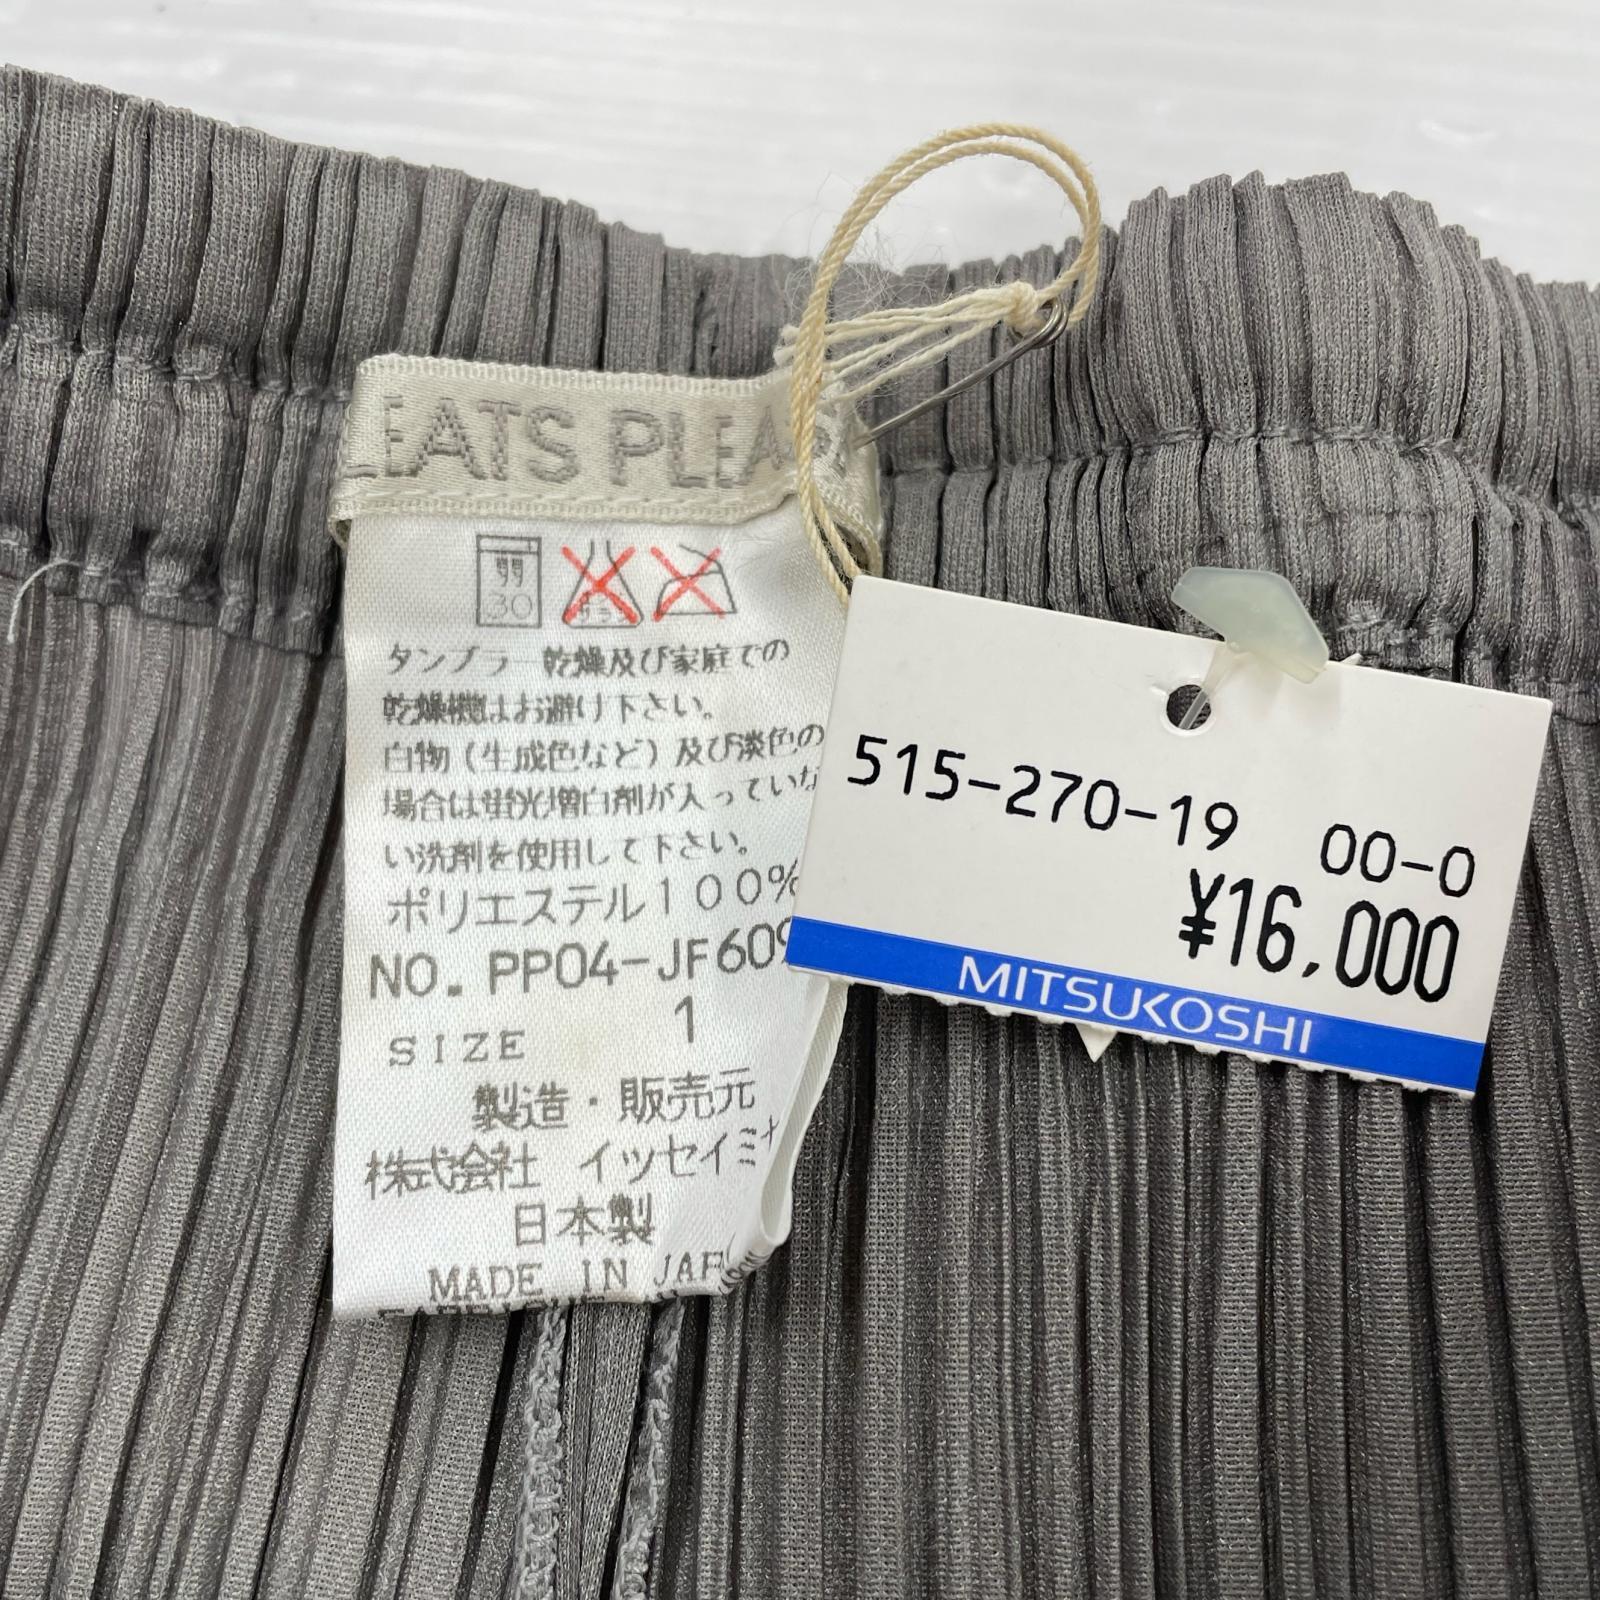 LEATS PLEAS
30
タンブラー乾燥及び家庭での
乾燥機はお避け下さい。
白物（生成色など）及び淡色の
場合は蛍光増白剤が入っていな
い洗剤を使用して下さい。
ポリエステル100%
NO. PP04-JF609
SIZE 1
製造・販売元
株式会社 イッセイミ
日本製
MADE IN JAP
515-270-19 00-0
¥16,000
MITSUKOSHI